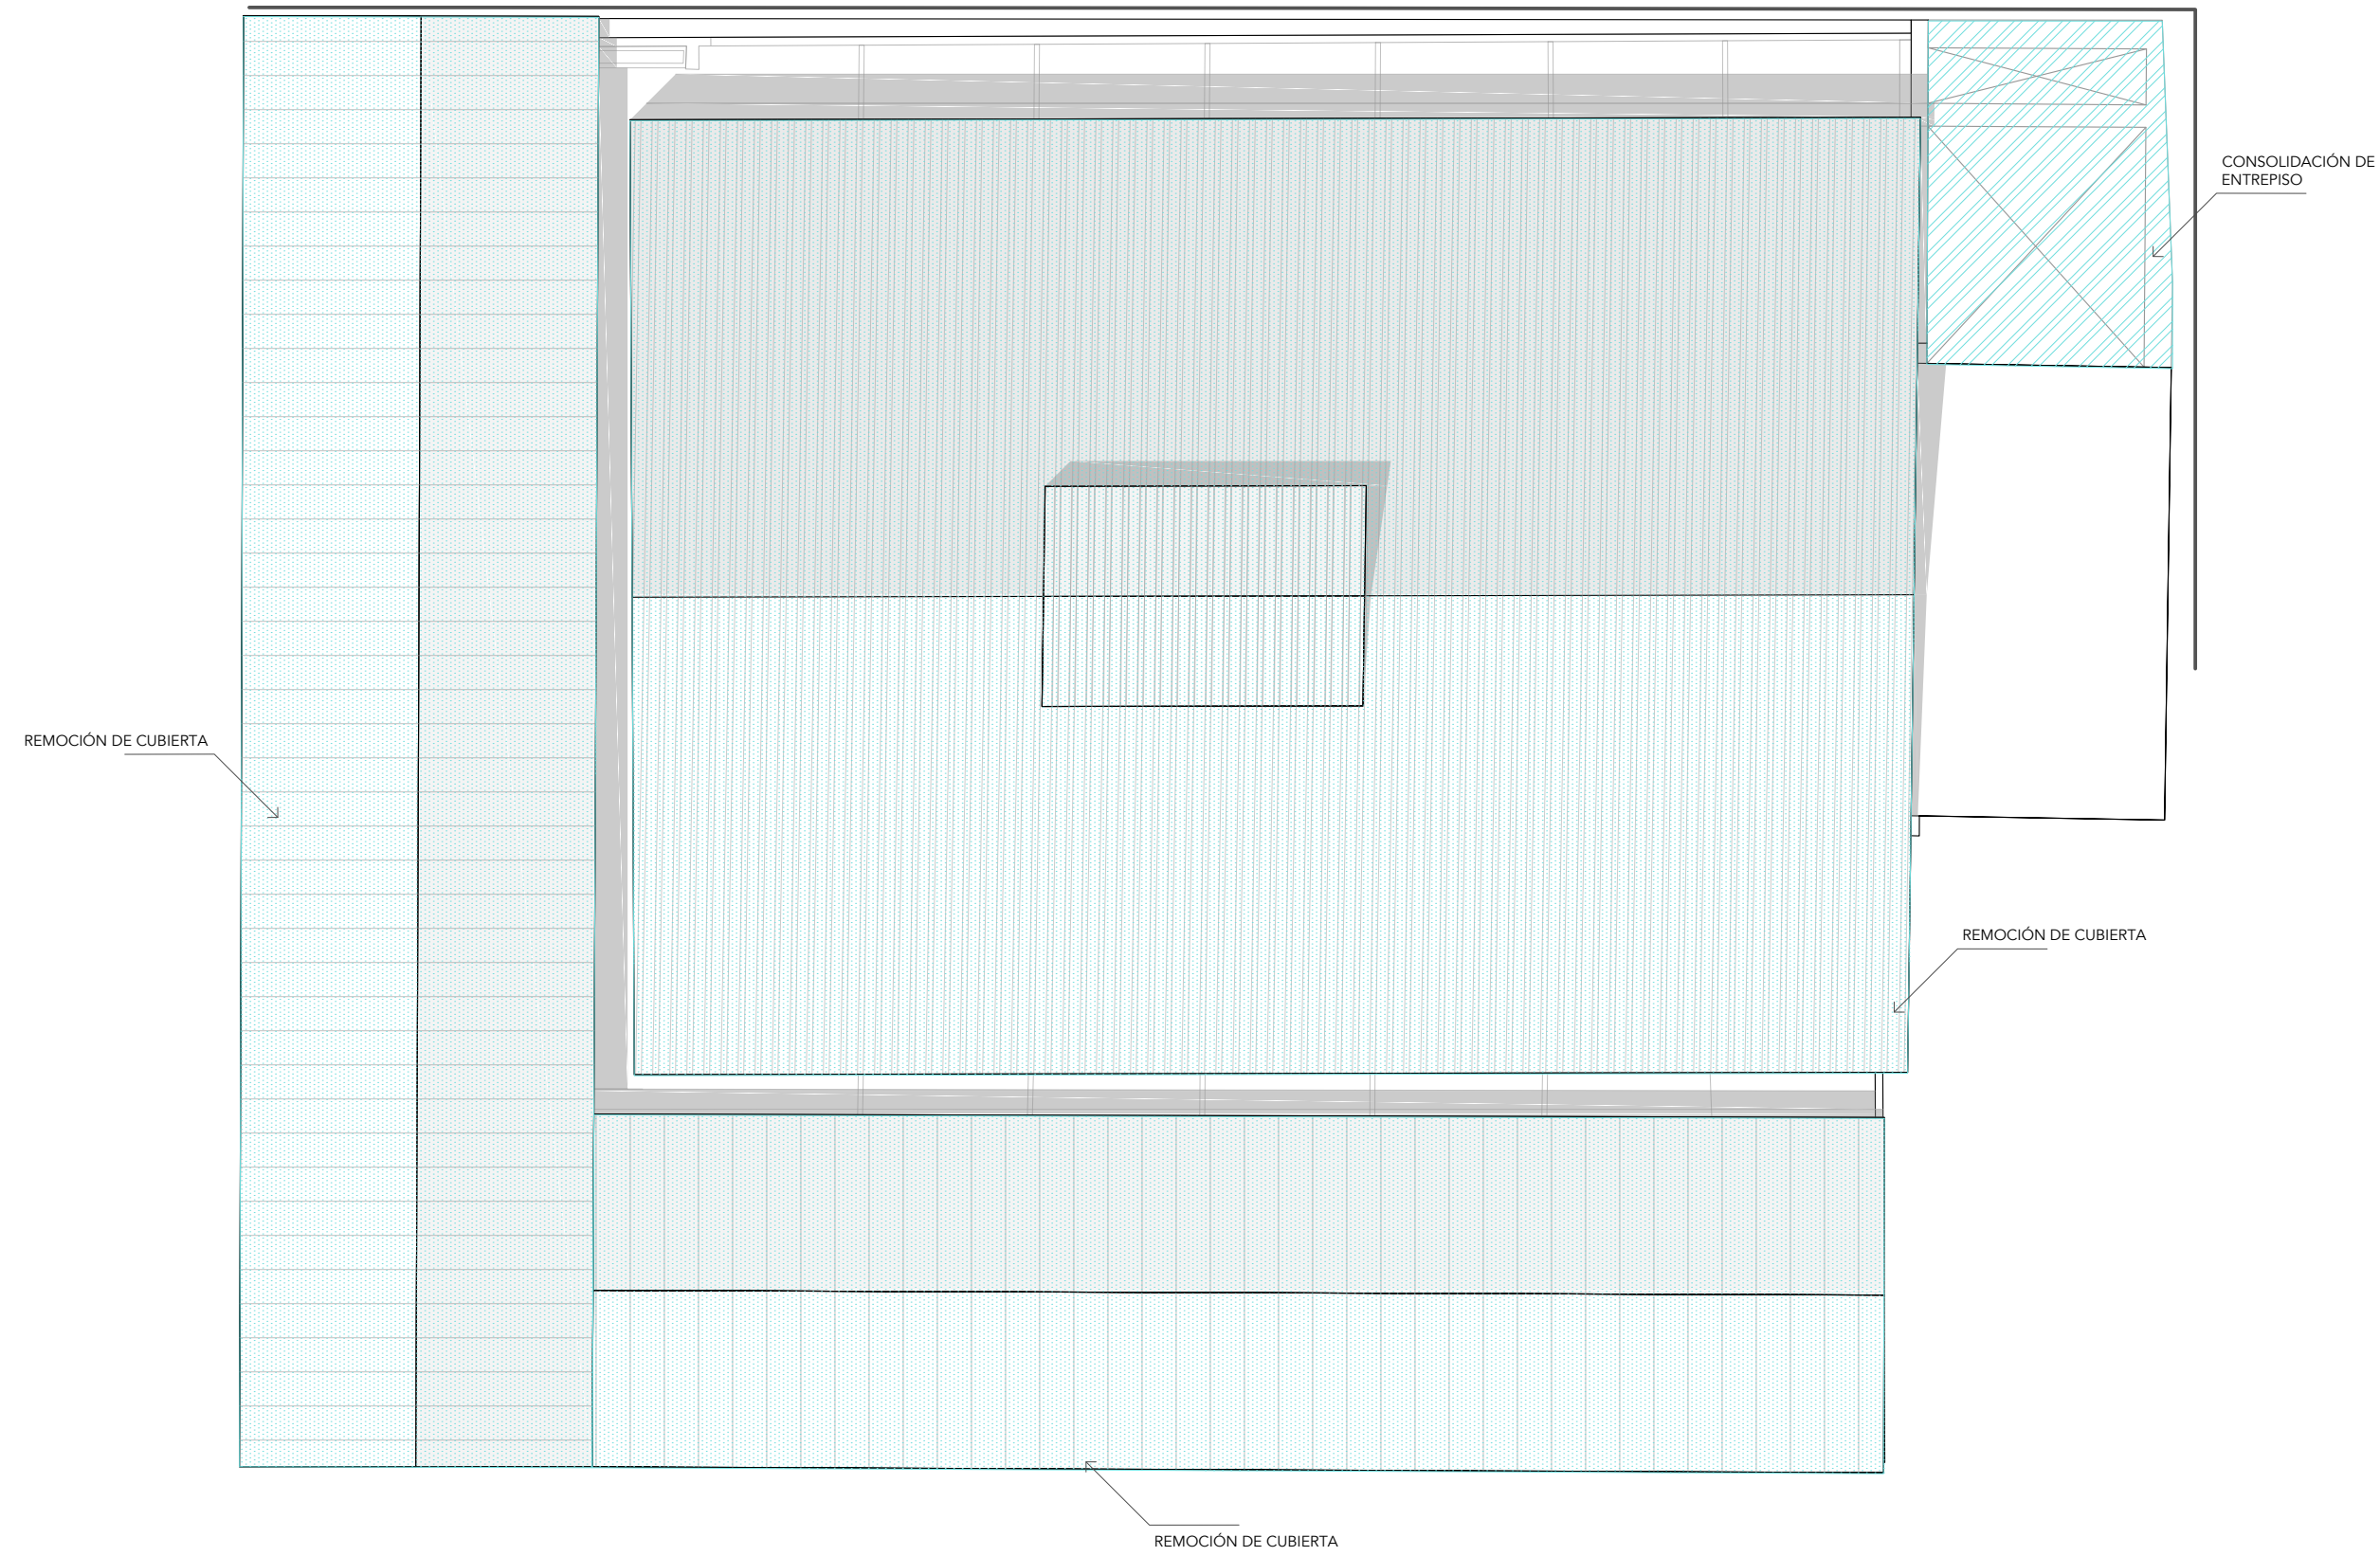 CONSOLIDACIÓN DE
ENTREPISO
REMOCIÓN DE CUBIERTA
REMOCIÓN DE CUBIERTA
REMOCIÓN DE CUBIERTA